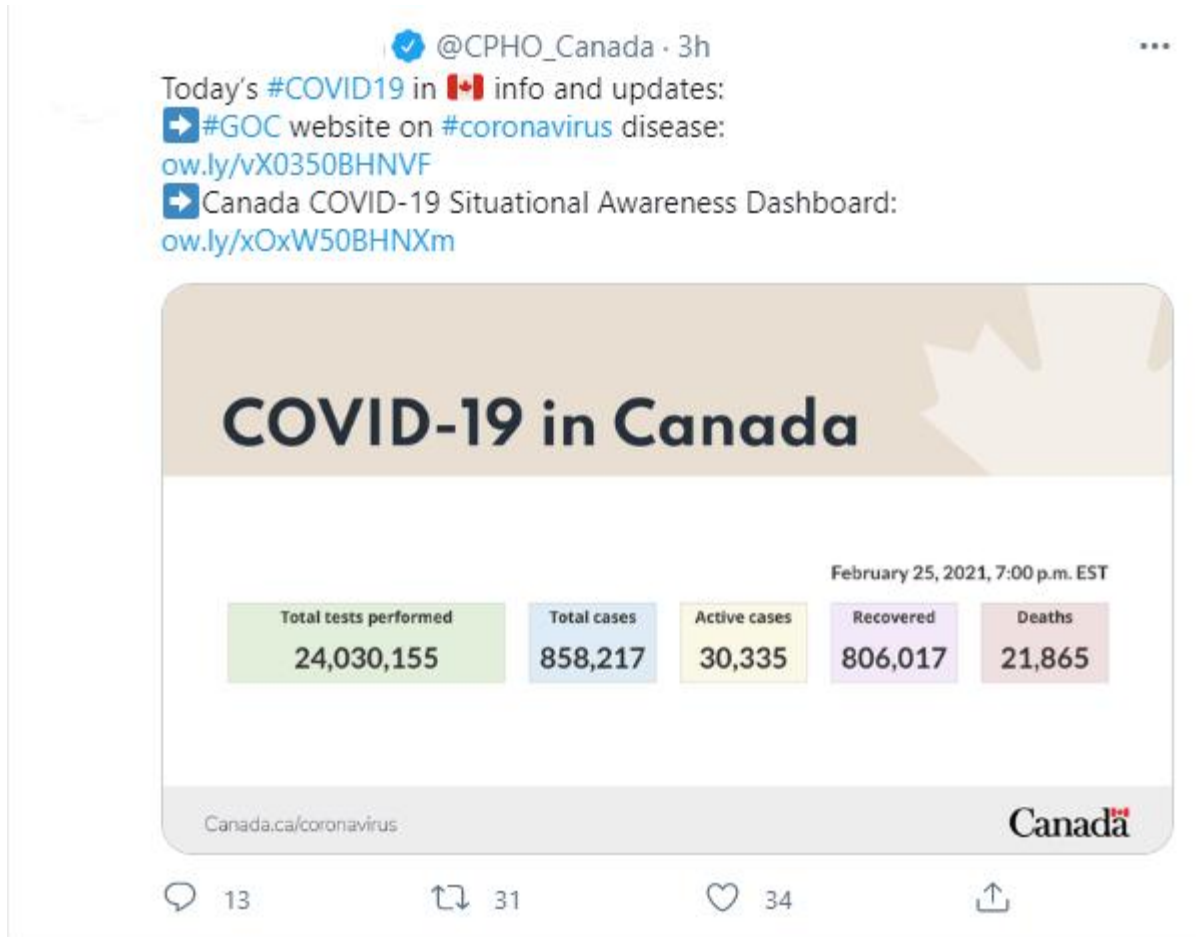 @CPHO_Canada · 3h
Today's #COVID19 in 🇨🇦 info and updates:
➡️#GOC website on #coronavirus disease:
ow.ly/vX0350BHNVF
➡️Canada COVID-19 Situational Awareness Dashboard:
ow.ly/xOxW50BHNXm
COVID-19 in Canada
February 25, 2021, 7:00 p.m. EST
Total tests performed Total cases Active cases Recovered Deaths
24,030,155 858,217 30,335 806,017 21,865
Canada.ca/coronavirus Canada
13 31 34